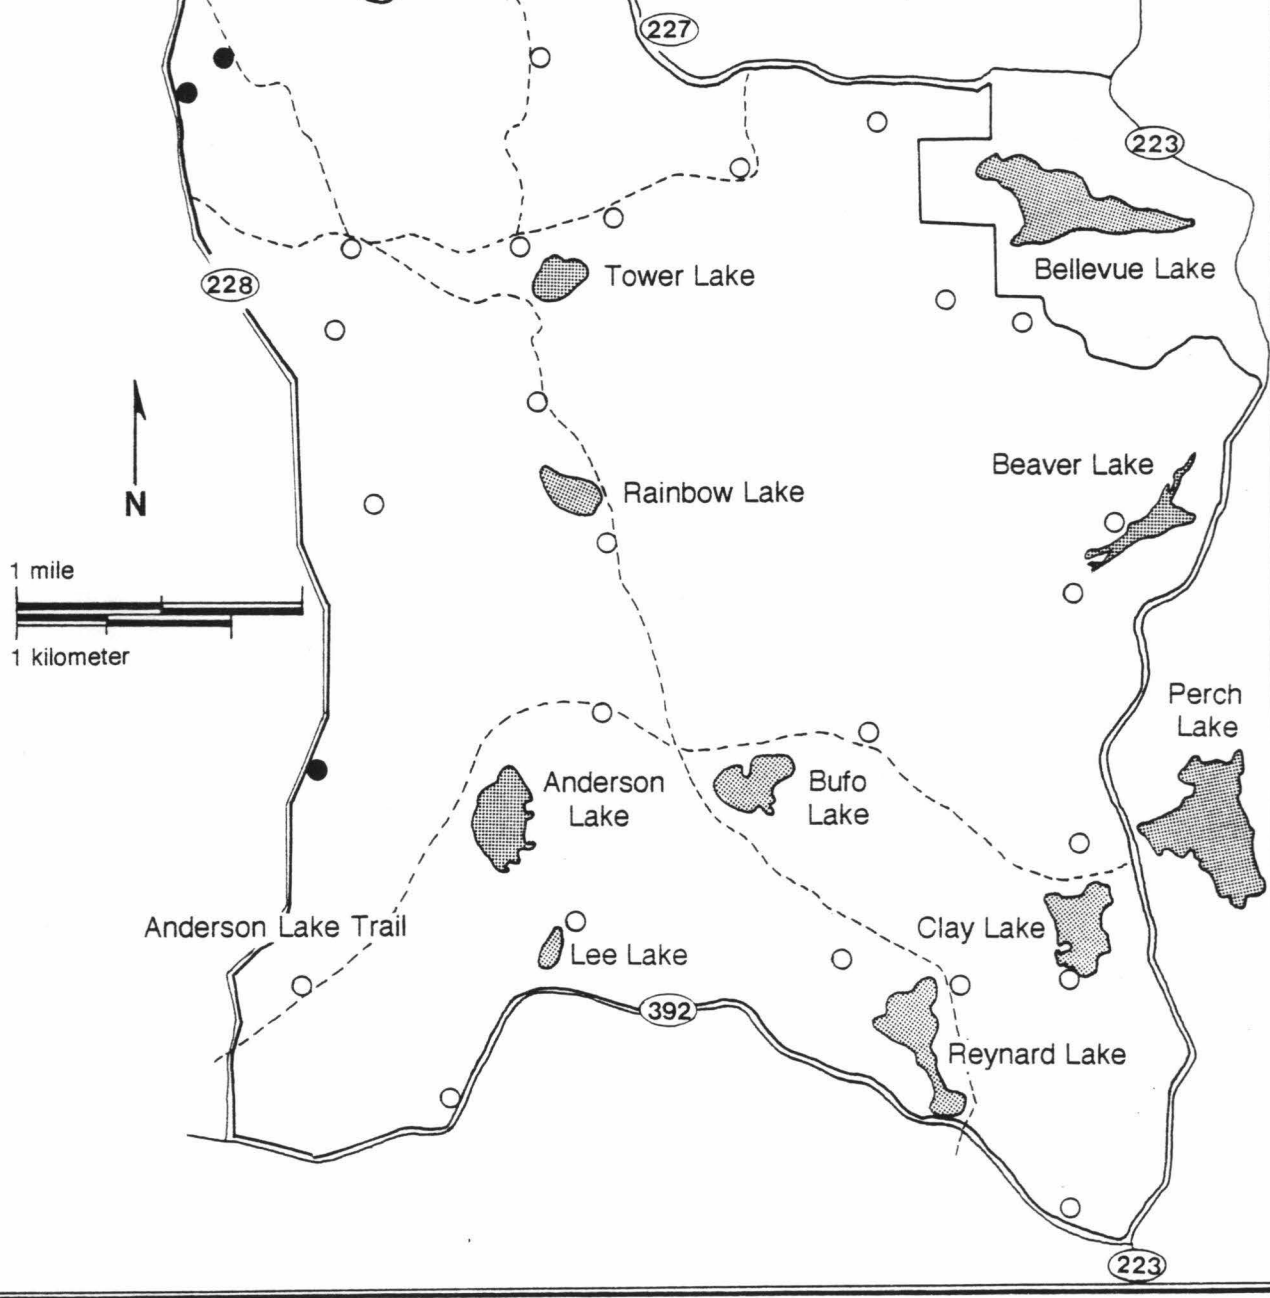 227
223
Bellevue Lake
Tower Lake
228
Beaver Lake
Rainbow Lake
N
1 mile
1 kilometer
Perch
Lake
Anderson
Lake
Bufo
Lake
Anderson Lake Trail
Clay Lake
Lee Lake
392
Reynard Lake
223